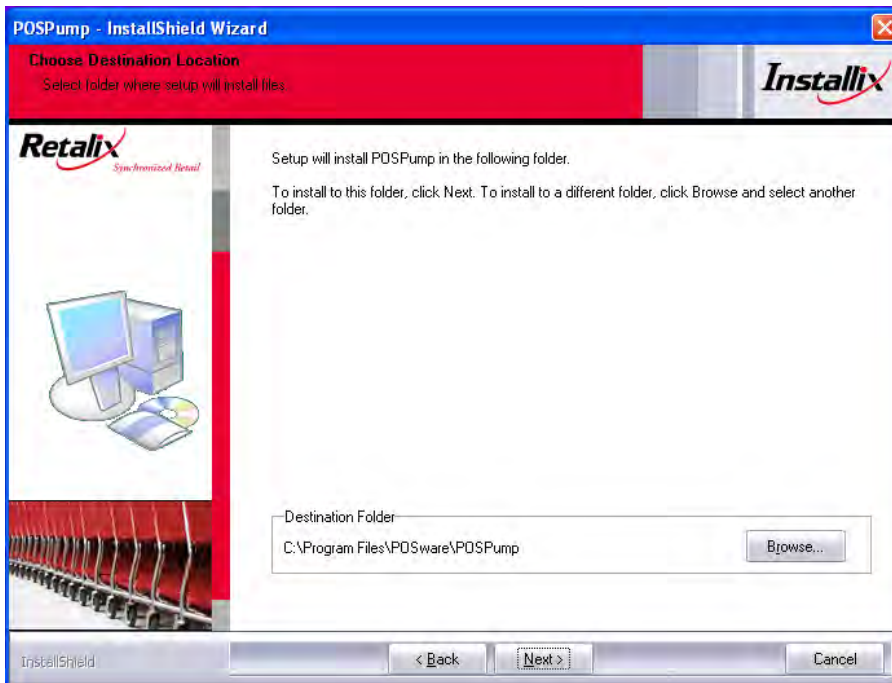 POSPump - InstallShield Wizard
Choose Destination Location
Select folder where setup will install files.
Installix
Retalix
Synchronized Retail
Setup will install POSPump in the following folder.
To install to this folder, click Next. To install to a different folder, click Browse and select another
folder.
Destination Folder
C:\Program Files\POSware\POSPump
Browse...
InstallShield
< Back
Next >
Cancel